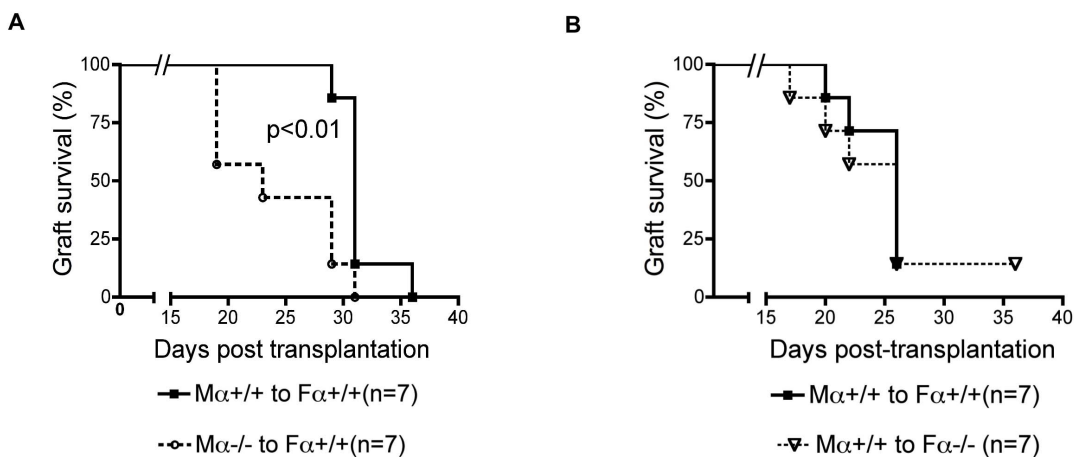 A
100
75
50
25
0
Graft survival (%)
p<0.01
0 15 20 25 30 35 40
Days post transplantation
Mα+/+ to Fα+/+(n=7)
Mα-/- to Fα+/+(n=7)
B
100
75
50
25
0
Graft survival (%)
15 20 25 30 35 40
Days post-transplantation
Mα+/+ to Fα+/+(n=7)
Mα+/+ to Fα-/- (n=7)